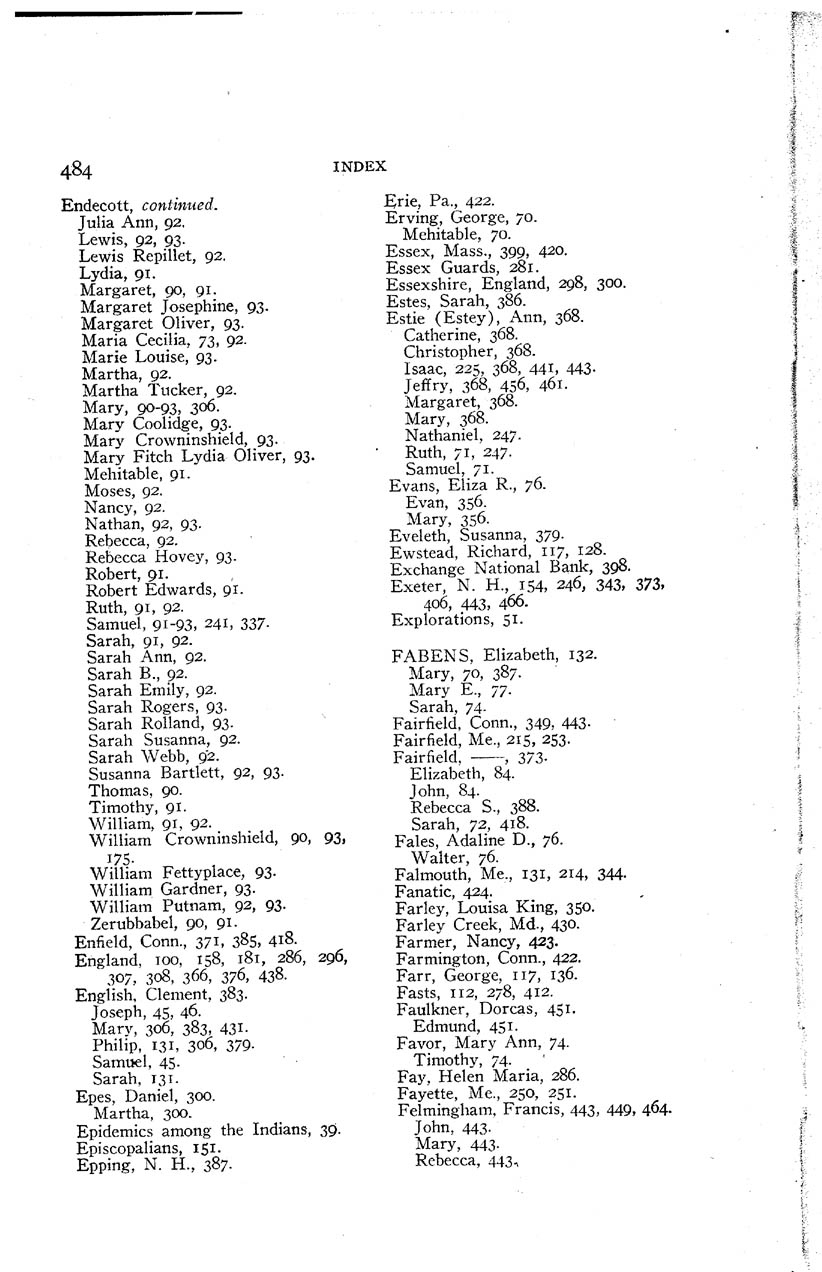 484
INDEX
Endecott, continued.
Julia Ann, 92.
Lewis, 92, 93.
Lewis Repillet, 92.
Lydia, 91.
Margaret, 90, 91.
Margaret Josephine, 93.
Margaret Oliver, 93.
Maria Cecilia, 73, 92.
Marie Louise, 93.
Martha, 92.
Martha Tucker, 92.
Mary, 90-93, 306.
Mary Coolidge, 93.
Mary Crowninshield, 93.
Mary Fitch Lydia Oliver, 93.
Mehitable, 91.
Moses, 92.
Nancy, 92.
Nathan, 92, 93.
Rebecca, 92.
Rebecca Hovey, 93.
Robert, 91.
Robert Edwards, 91.
Ruth, 91, 92.
Samuel, 91-93, 241, 337.
Sarah, 91, 92.
Sarah Ann, 92.
Sarah B., 92.
Sarah Emily, 92.
Sarah Rogers, 93.
Sarah Rolland, 93.
Sarah Susanna, 92.
Sarah Webb, 92.
Susanna Bartlett, 92, 93.
Thomas, 90.
Timothy, 91.
William, 91, 92.
William Crowninshield, 90, 93,
175.
William Fettyplace, 93.
William Gardner, 93.
William Putnam, 92, 93.
Zerubbabel, 90, 91.
Enfield, Conn., 371, 385, 418.
England, 100, 158, 181, 286, 296,
307, 308, 366, 376, 438.
English, Clement, 383.
Joseph, 45, 46.
Mary, 306, 383, 431.
Philip, 131, 306, 379.
Samuel, 45.
Sarah, 131.
Epes, Daniel, 300.
Martha, 300.
Epidemics among the Indians, 39.
Episcopalians, 151.
Epping, N. H., 387.
Erie, Pa., 422.
Erving, George, 70.
Mehitable, 70.
Essex, Mass., 399, 420.
Essex Guards, 281.
Essexshire, England, 298, 300.
Estes, Sarah, 386.
Estie (Estey), Ann, 368.
Catherine, 368.
Christopher, 368.
Isaac, 225, 368, 441, 443.
Jeffry, 368, 456, 461.
Margaret, 368.
Mary, 368.
Nathaniel, 247.
Ruth, 71, 247.
Samuel, 71.
Evans, Eliza R., 76.
Evan, 356.
Mary, 356.
Eveleth, Susanna, 379.
Ewstead, Richard, 117, 128.
Exchange National Bank, 398.
Exeter, N. H., 154, 246, 343, 373,
406, 443, 466.
Explorations, 51.
FABENS, Elizabeth, 132.
Mary, 70, 387.
Mary E., 77.
Sarah, 74.
Fairfield, Conn., 349, 443.
Fairfield, Me., 215, 253.
Fairfield, ——, 373.
Elizabeth, 84.
John, 84.
Rebecca S., 388.
Sarah, 72, 418.
Fales, Adaline D., 76.
Walter, 76.
Falmouth, Me., 131, 214, 344.
Fanatic, 424.
Farley, Louisa King, 350.
Farley Creek, Md., 430.
Farmer, Nancy, 423.
Farmington, Conn., 422.
Farr, George, 117, 136.
Fasts, 112, 278, 412.
Faulkner, Dorcas, 451.
Edmund, 451.
Favor, Mary Ann, 74.
Timothy, 74.
Fay, Helen Maria, 286.
Fayette, Me., 250, 251.
Felmingham, Francis, 443, 449, 464.
John, 443.
Mary, 443.
Rebecca, 443.